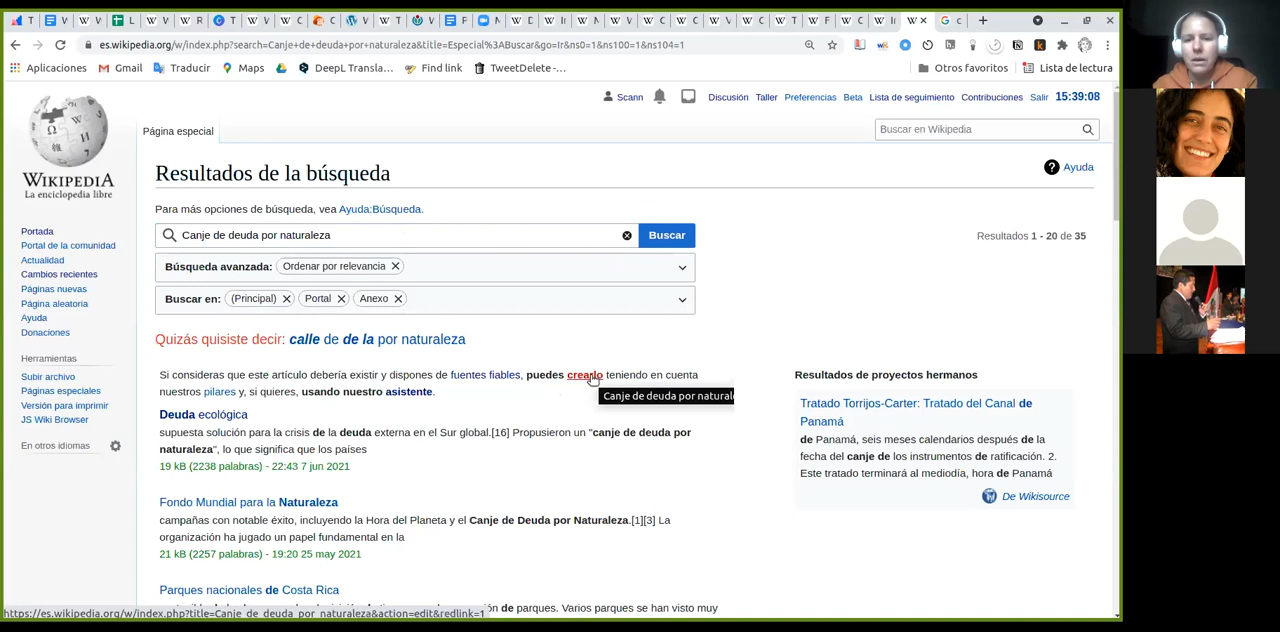 es.wikipedia.org/w/index.php?search=Canje+de+deuda+por+naturaleza&title=Especial%3ABuscar&go=Ir&ns0=1&ns100=1&ns104=1
Aplicaciones Gmail Traducir Maps DeepL Transla... Find link TweetDelete -... Otros favoritos Lista de lectura
Scann Discusión Taller Preferencias Beta Lista de seguimiento Contribuciones Salir 15:39:08
Página especial
Buscar en Wikipedia
WIKIPEDIA
La enciclopedia libre
Portada
Portal de la comunidad
Actualidad
Cambios recientes
Páginas nuevas
Página aleatoria
Ayuda
Donaciones
Herramientas
Subir archivo
Páginas especiales
Versión para imprimir
JS Wiki Browser
En otros idiomas
Resultados de la búsqueda
Ayuda
Para más opciones de búsqueda, vea Ayuda:Búsqueda.
Canje de deuda por naturaleza
Buscar
Resultados 1 - 20 de 35
Búsqueda avanzada: Ordenar por relevancia
Buscar en: (Principal) Portal Anexo
Quizás quisiste decir: calle de de la por naturaleza
Si consideras que este artículo debería existir y dispones de fuentes fiables, puedes crearlo teniendo en cuenta
nuestros pilares y, si quieres, usando nuestro asistente.
Canje de deuda por natural
Deuda ecológica
supuesta solución para la crisis de la deuda externa en el Sur global.[16] Propusieron un "canje de deuda por
naturaleza", lo que significa que los países
19 kB (2238 palabras) - 22:43 7 jun 2021
Fondo Mundial para la Naturaleza
campañas con notable éxito, incluyendo la Hora del Planeta y el Canje de Deuda por Naturaleza.[1][3] La
organización ha jugado un papel fundamental en la
21 kB (2257 palabras) - 19:20 25 may 2021
Parques nacionales de Costa Rica
de parques. Varios parques se han visto muy
Resultados de proyectos hermanos
Tratado Torrijos-Carter: Tratado del Canal de
Panamá
de Panamá, seis meses calendarios después de la
fecha del canje de los instrumentos de ratificación. 2.
Este tratado terminará al mediodía, hora de Panamá
De Wikisource
https://es.wikipedia.org/w/index.php?title=Canje_de_deuda_por_naturaleza&action=edit&redlink=1